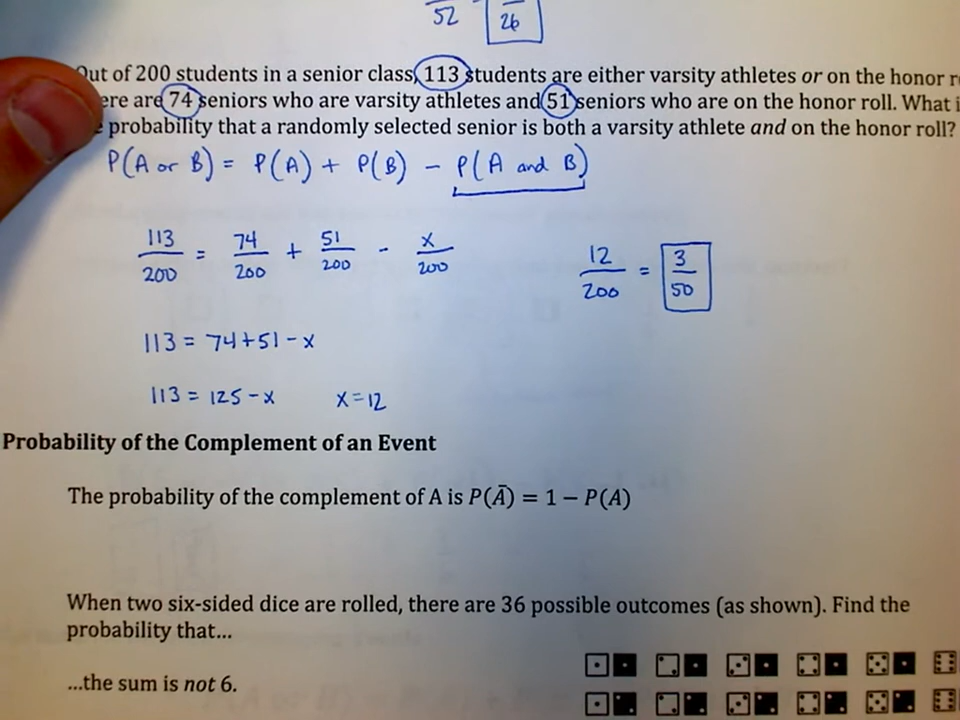 52 26
Out of 200 students in a senior class, 113 students are either varsity athletes or on the honor
ere are 74 seniors who are varsity athletes and 51 seniors who are on the honor roll. What
probability that a randomly selected senior is both a varsity athlete and on the honor roll?
P(A or B) = P(A) + P(B) - P(A and B)
113/200 = 74/200 + 51/200 - x/200
12/200 = 3/50
113 = 74+51-x
113 = 125-x x=12
Probability of the Complement of an Event
The probability of the complement of A is P(Ā) = 1 − P(A)
When two six-sided dice are rolled, there are 36 possible outcomes (as shown). Find the
probability that...
...the sum is not 6.